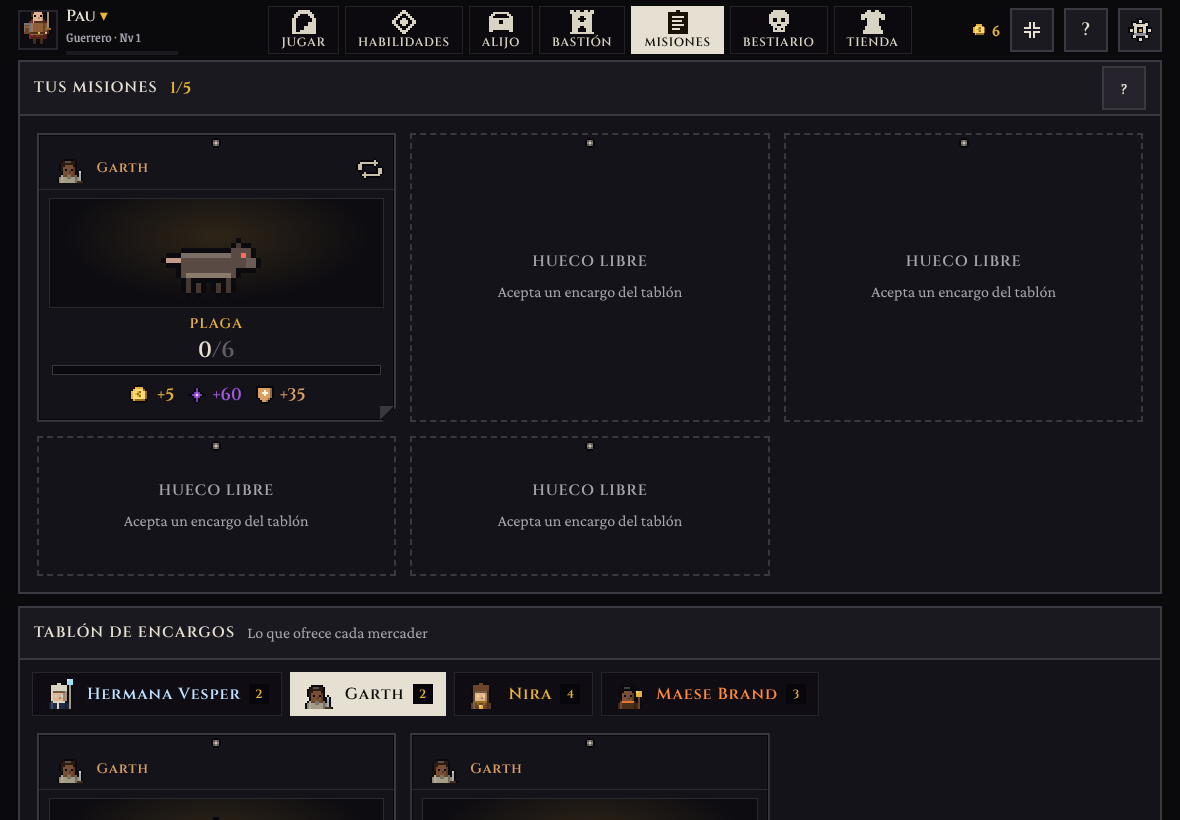 Pau ▼
Guerrero · Nv 1
JUGAR
HABILIDADES
ALIJO
BASTIÓN
MISIONES
BESTIARIO
TIENDA
6
?
TUS MISIONES 1/5
?
Garth
PLAGA
0/6
+5 +60 +35
HUECO LIBRE
Acepta un encargo del tablón
HUECO LIBRE
Acepta un encargo del tablón
HUECO LIBRE
Acepta un encargo del tablón
HUECO LIBRE
Acepta un encargo del tablón
TABLÓN DE ENCARGOS Lo que ofrece cada mercader
Hermana Vesper 2
Garth 2
Nira 4
Maese Brand 3
Garth
Garth